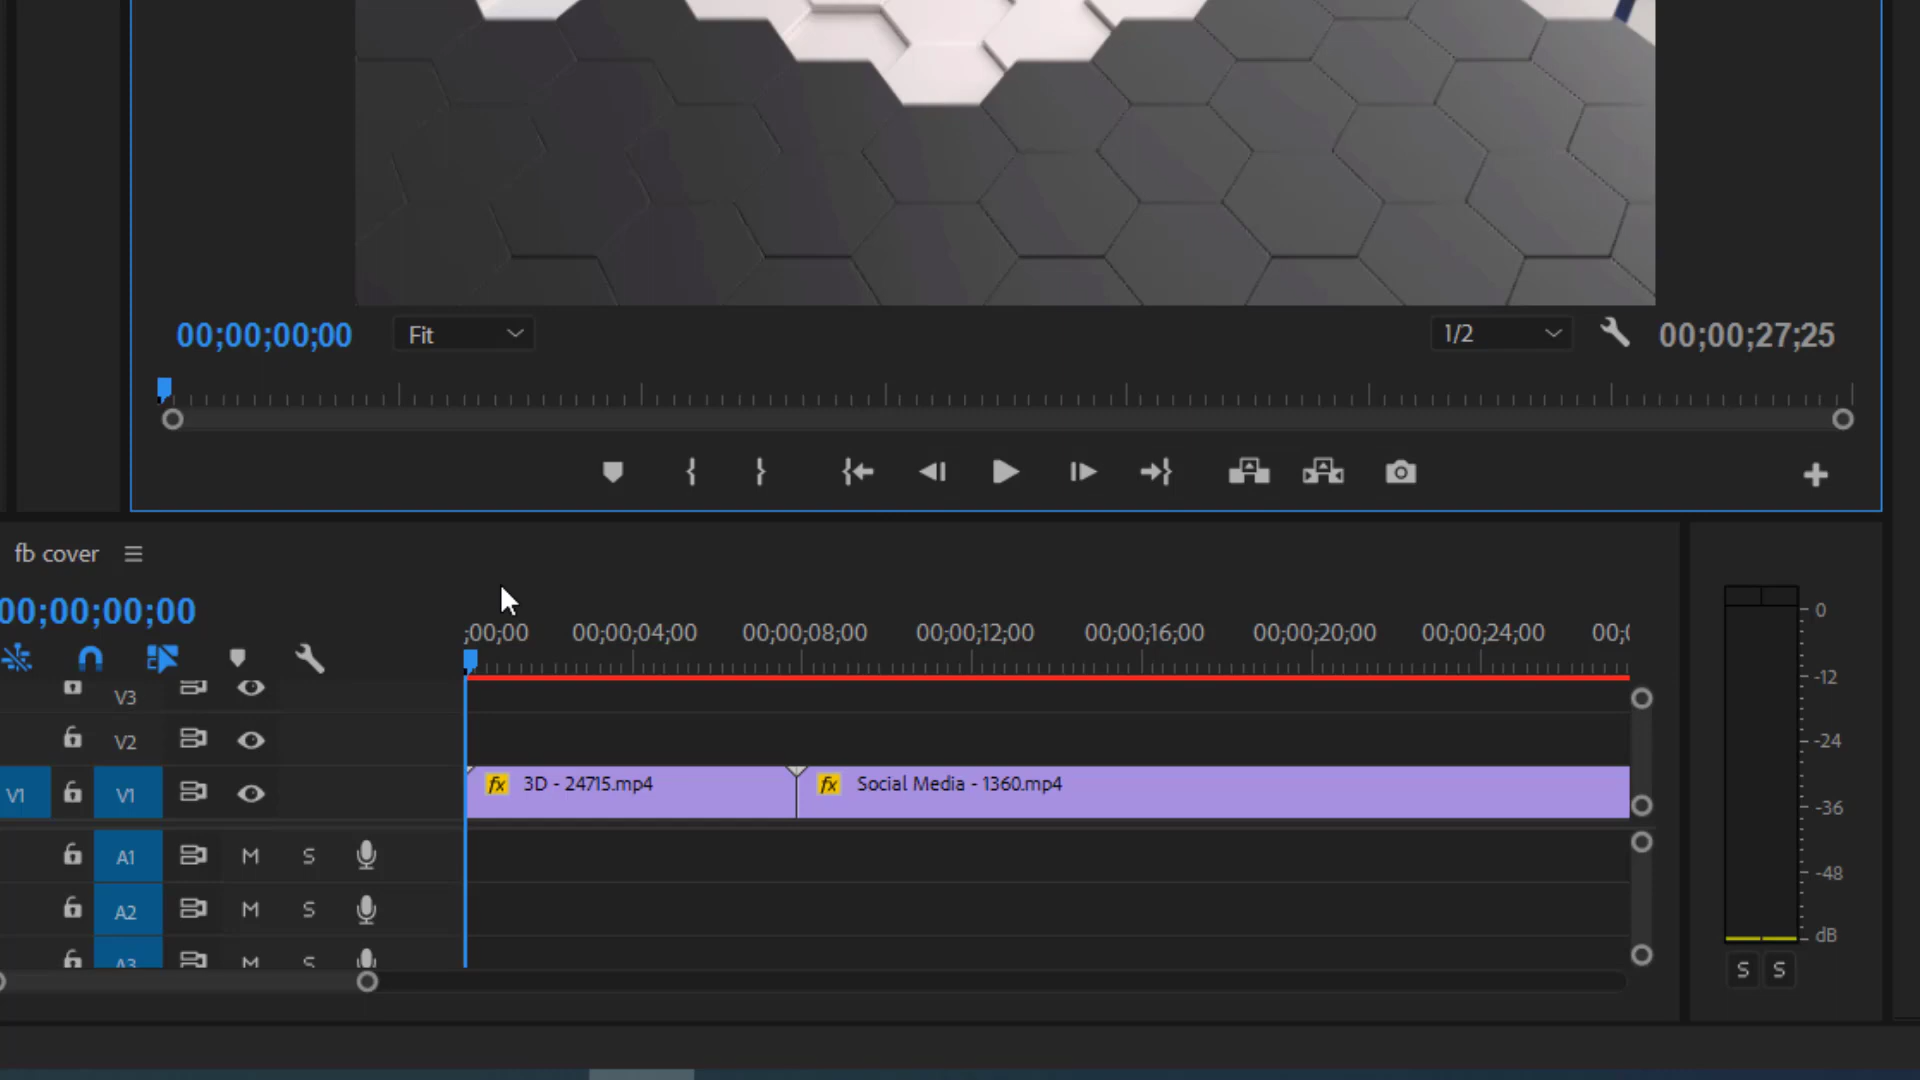 00;00;00;00 Fit 1/2 00;00;27;25
fb cover
00;00;00;00
;00;00 00;00;04;00 00;00;08;00 00;00;12;00 00;00;16;00 00;00;20;00 00;00;24;00 00;0
V3
V2
V1 V1 fx 3D - 24715.mp4 fx Social Media - 1360.mp4
A1 M S
A2 M S
A3 M S
0
-12
-24
-36
-48
dB
S S